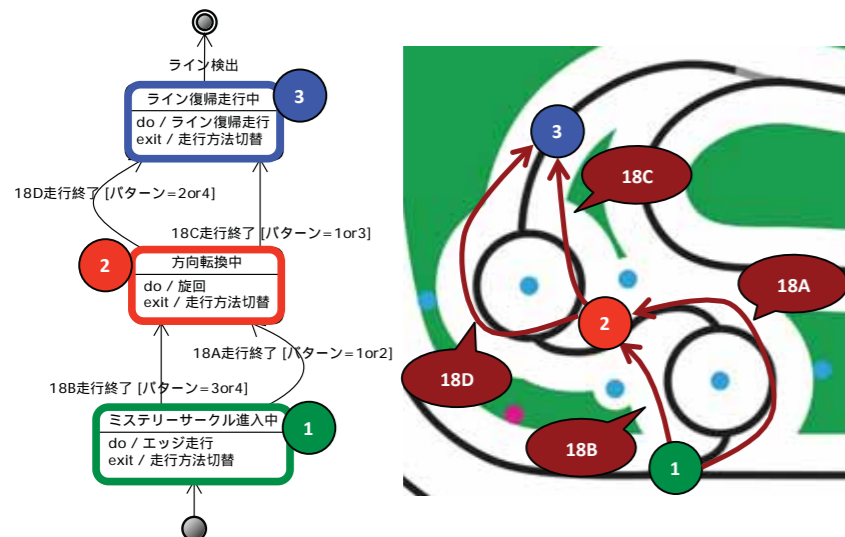 ライン検出
ライン復帰走行中
3
do / ライン復帰走行
exit / 走行方法切替
18D走行終了 [パターン=2or4]
18C走行終了 [パターン=1or3]
2
方向転換中
do / 旋回
exit / 走行方法切替
18A走行終了 [パターン=1or2]
18B走行終了 [パターン=3or4]
ミステリーサークル進入中
1
do / エッジ走行
exit / 走行方法切替
3
18C
18A
2
18D
18B
1